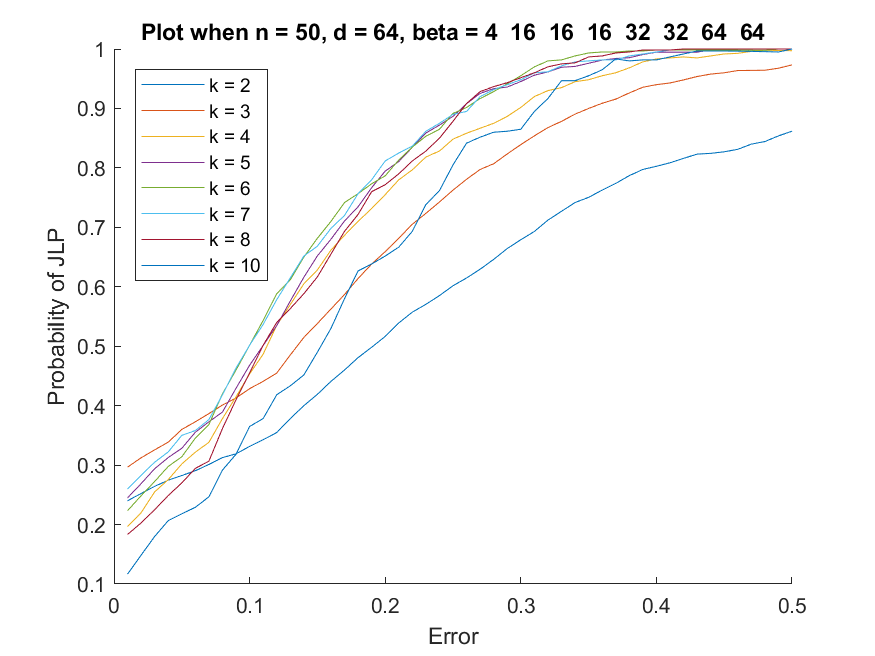 Plot when n = 50, d = 64, beta = 4  16  16  16  32  32  64  64
1
0.9
0.8
0.7
0.6
0.5
0.4
0.3
0.2
0.1
Probability of JLP
k = 2
k = 3
k = 4
k = 5
k = 6
k = 7
k = 8
k = 10
0 0.1 0.2 0.3 0.4 0.5
Error